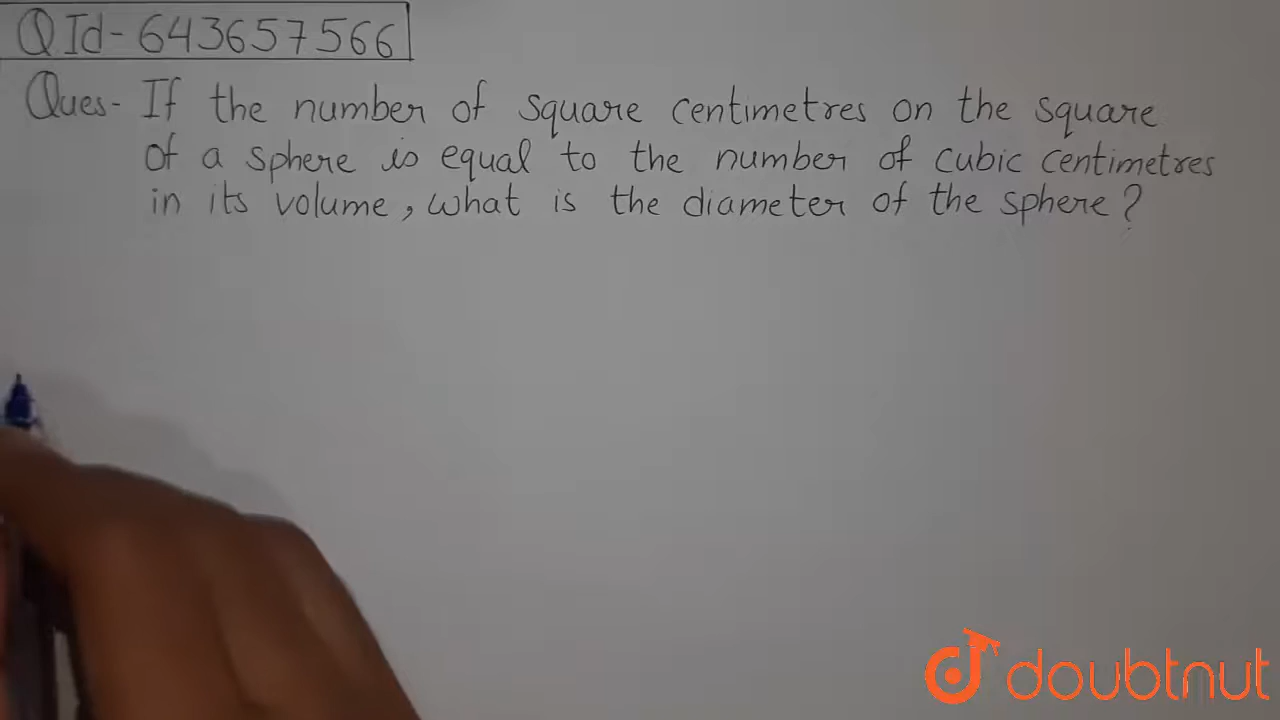 QId- 643657566
Ques- If the number of square centimetres on the square
of a sphere is equal to the number of cubic centimetres
in its volume, what is the diameter of the sphere?
doubtnut